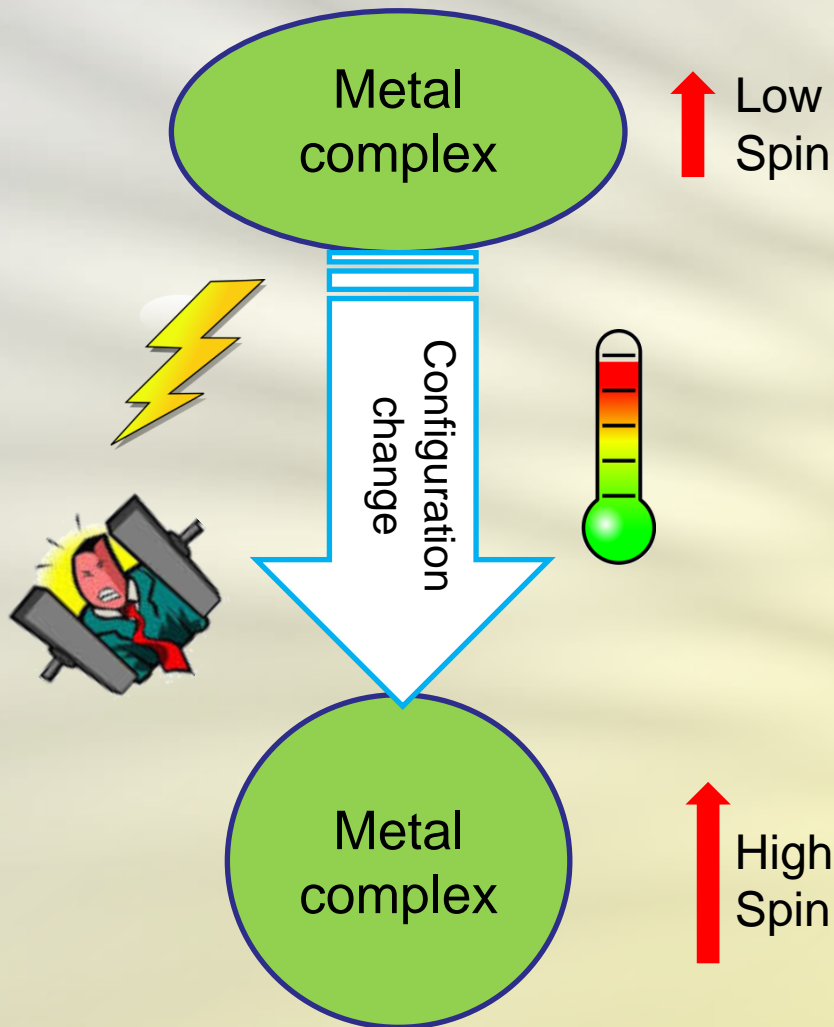 Metal
complex
Low
Spin
Configuration
change
Metal
complex
High
Spin